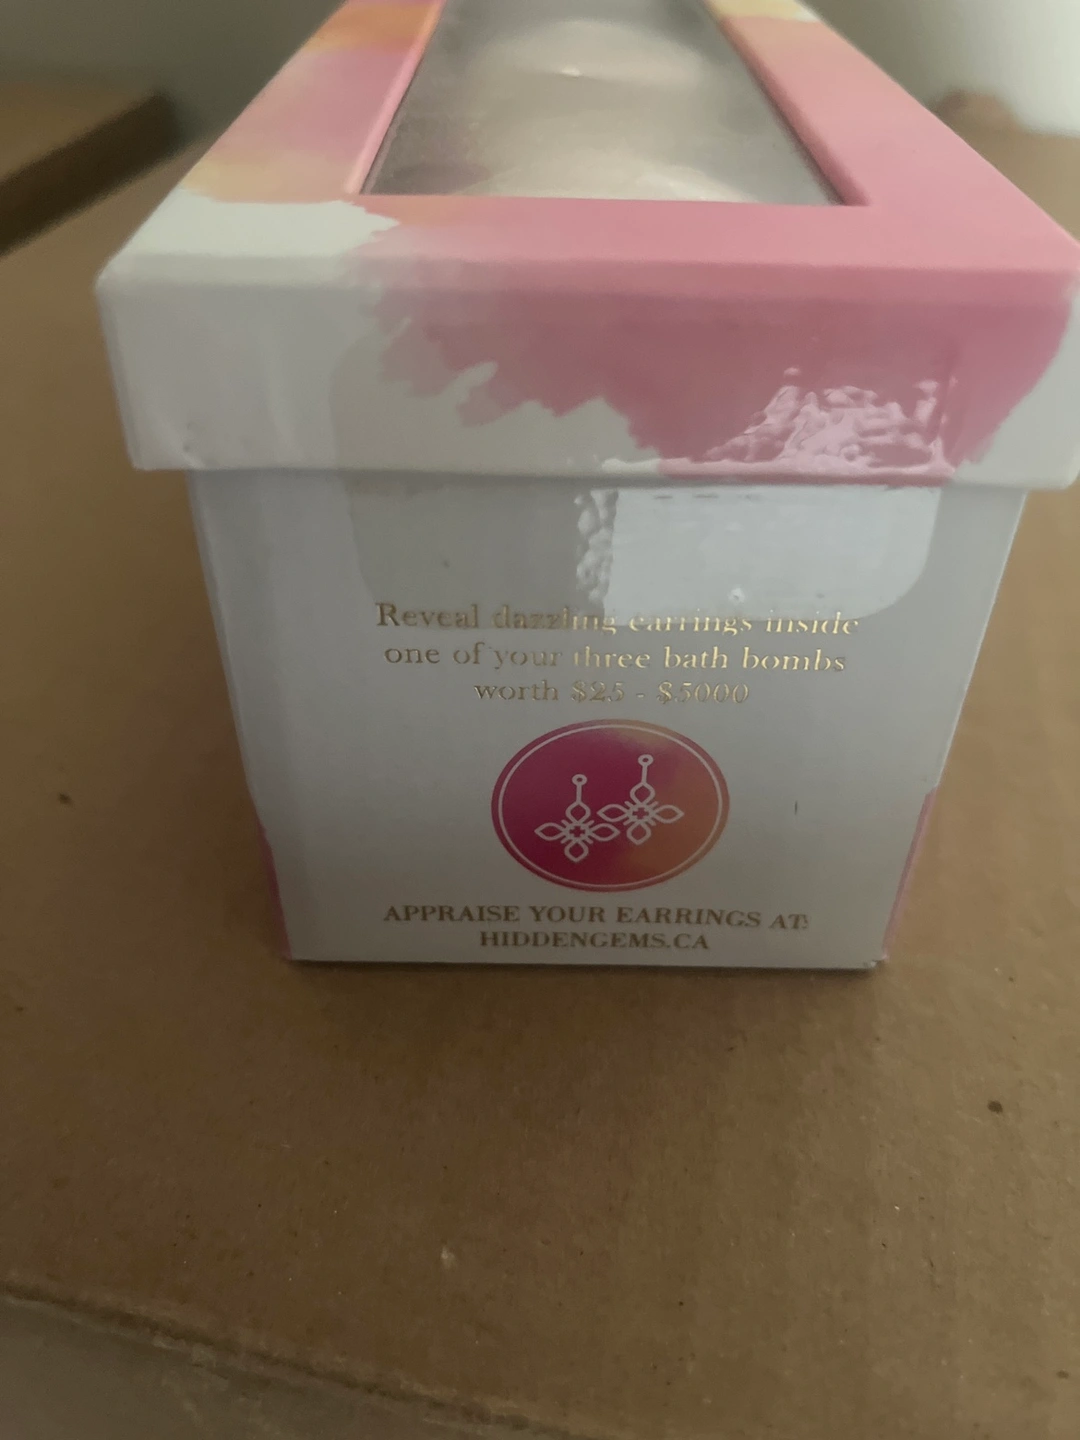 Reveal dazzling earrings inside
one of your three bath bombs
worth $25 - $5000
APPRAISE YOUR EARRINGS AT:
HIDDENGEMS.CA